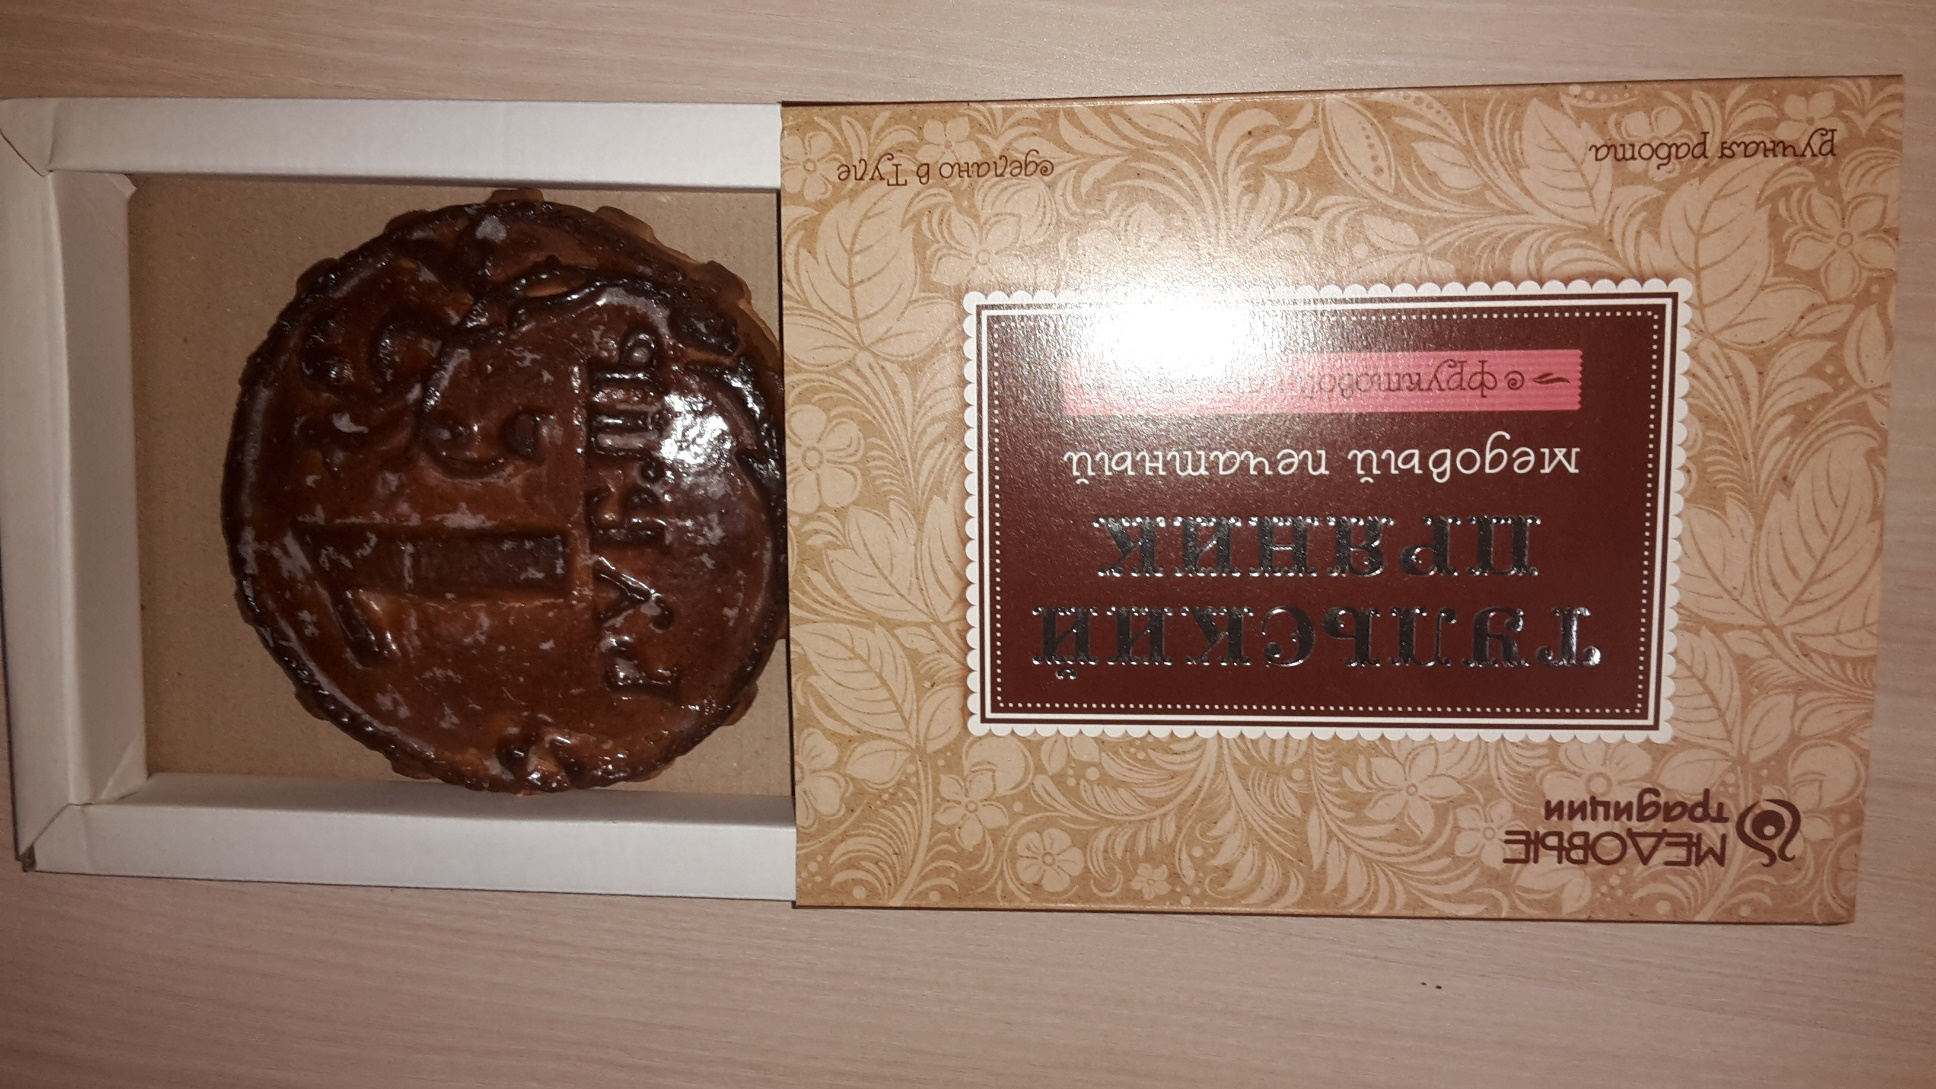 МЕДОВЫЕ
традиции
ТУЛЬСКИЙ
ПРЯНИК
Медовый печатный
с фруктовой
ручная работа
сделано в Туле
1
РУБЛЬ